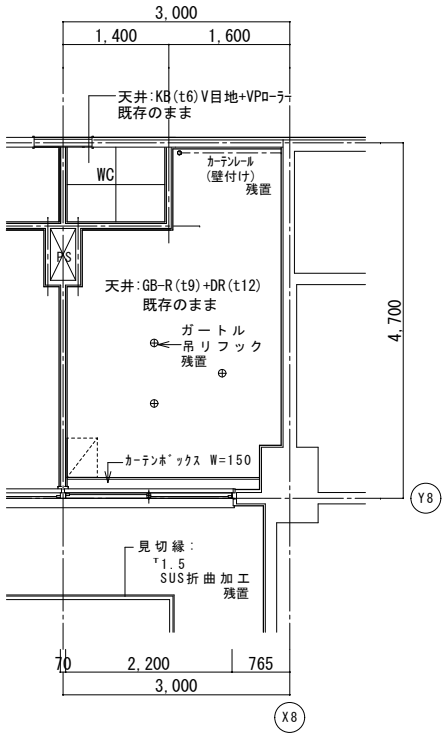 3,000
1,400
1,600
天井:KB(t6)V目地+VPﾛｰﾗｰ
既存のまま
WC
ｶｰﾃﾝﾚｰﾙ
(壁付け)
残置
PS
天井:GB-R(t9)+DR(t12)
既存のまま
ガートル
吊リフック
残置
4,700
ｶｰﾃﾝﾎﾞｯｸｽ W=150
Y8
見切縁:
T1.5
SUS折曲加工
残置
70
2,200
765
3,000
X8